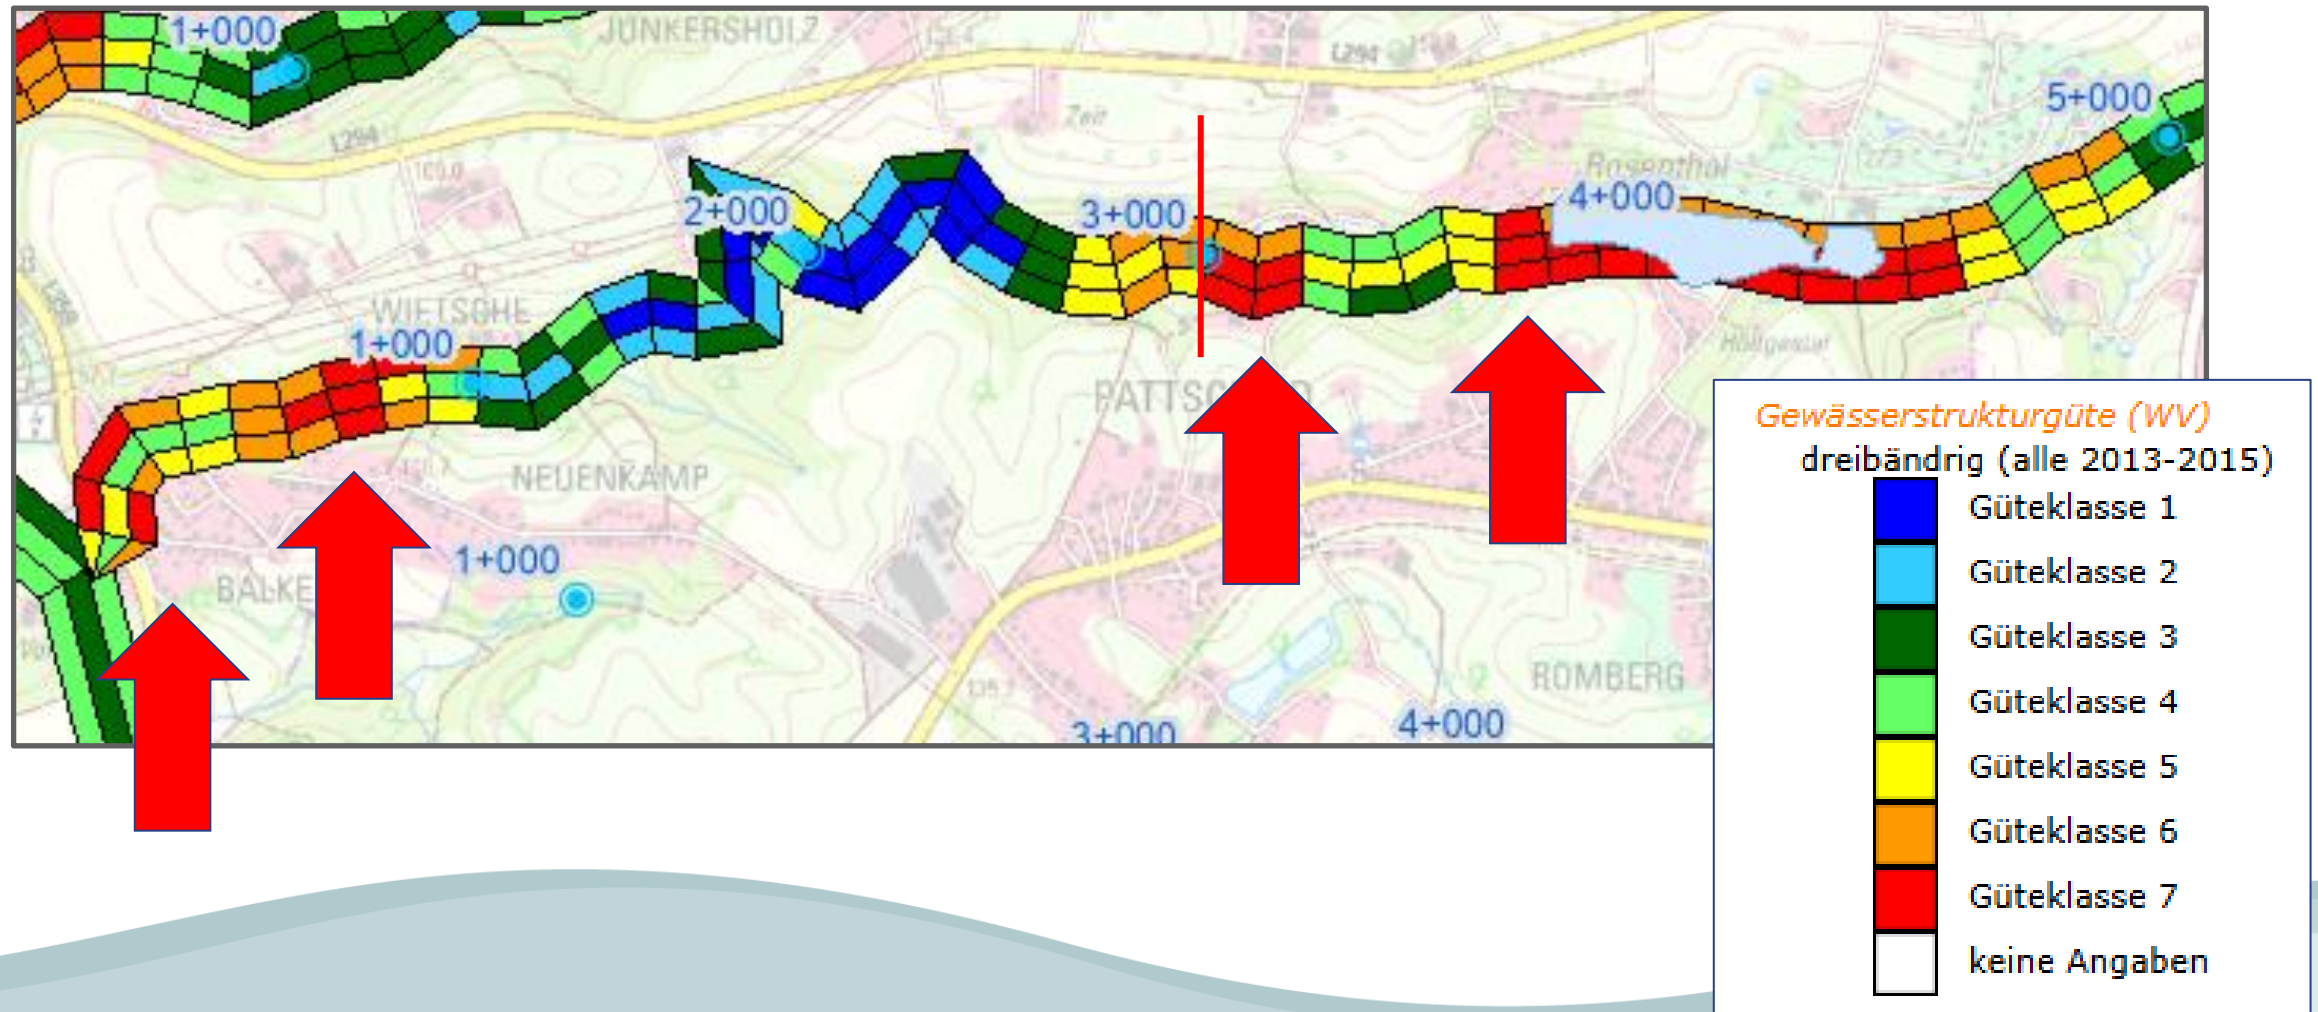 1+000
JUNKERSHOLZ
L294
L294
Zeit
5+000
Rosenthal
4+000
2+000
3+000
WIETSCHE
1+000
NEUENKAMP
1+000
ROMBERG
3+000
4+000
Gewässerstrukturgüte (WV)
dreibändrig (alle 2013-2015)
Güteklasse 1
Güteklasse 2
Güteklasse 3
Güteklasse 4
Güteklasse 5
Güteklasse 6
Güteklasse 7
keine Angaben